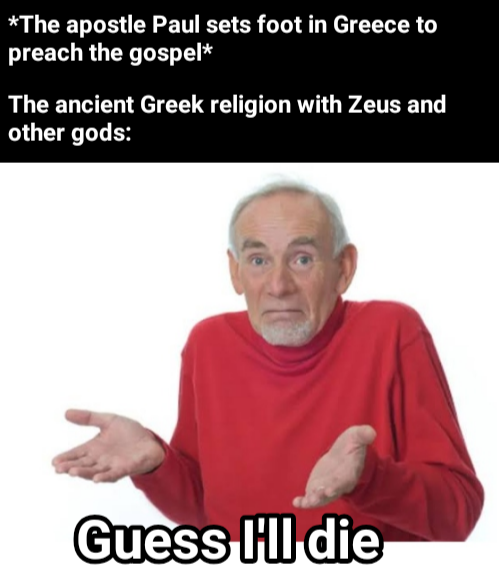 *The apostle Paul sets foot in Greece to
preach the gospel*
The ancient Greek religion with Zeus and
other gods:
Guess I'll die